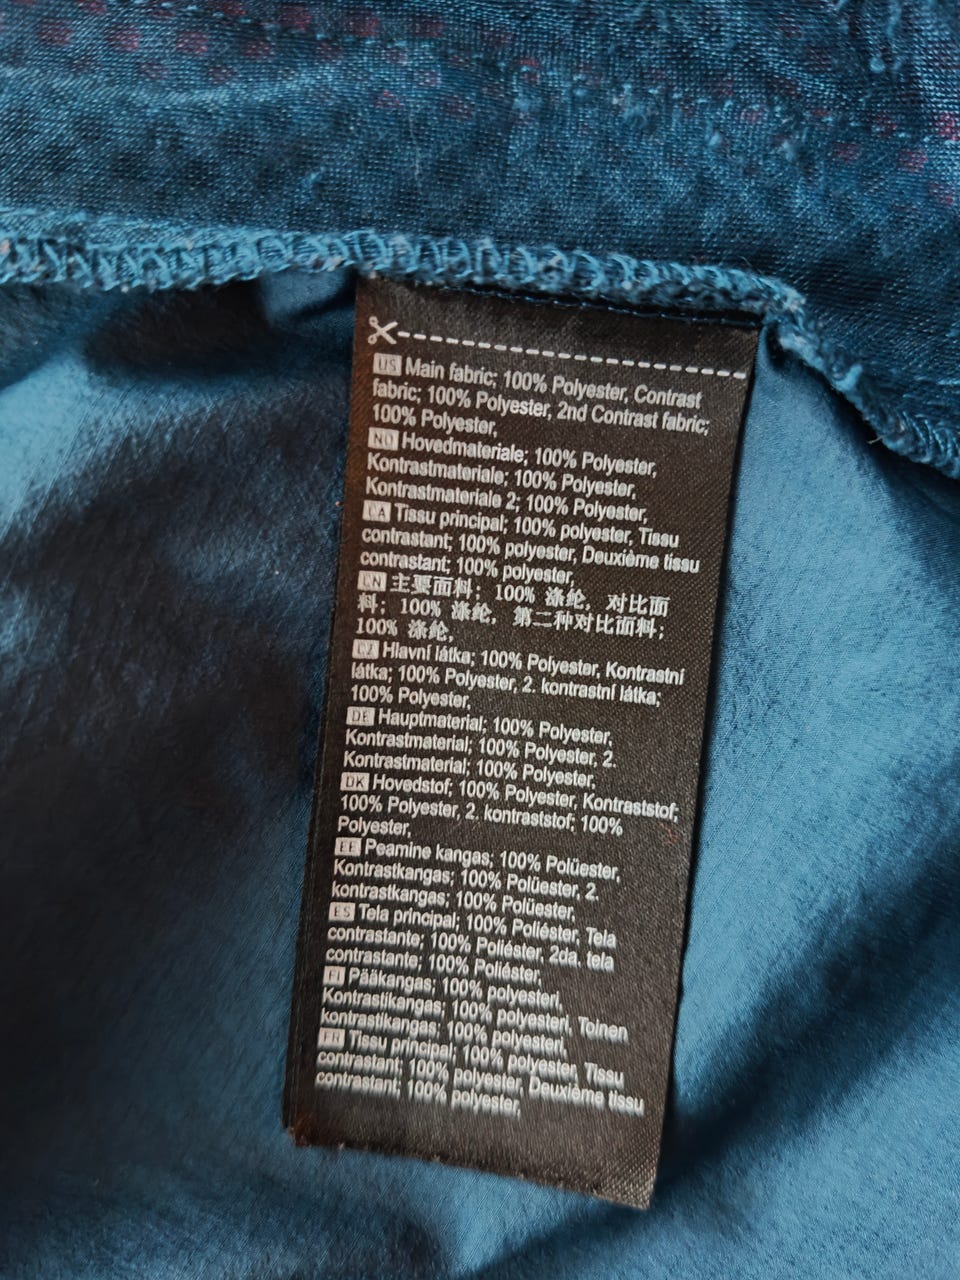 US Main fabric; 100% Polyester, Contrast
fabric; 100% Polyester, 2nd Contrast fabric;
100% Polyester,
NO Hovedmateriale; 100% Polyester,
Kontrastmateriale; 100% Polyester,
Kontrastmateriale 2; 100% Polyester,
CA Tissu principal; 100% polyester, Tissu
contrastant; 100% polyester, Deuxième tissu
contrastant; 100% polyester,
CN 主要面料; 100% 涤纶, 对比面
料; 100% 涤纶, 第二种对比面料;
100% 涤纶,
CZ Hlavní látka; 100% Polyester, Kontrastní
látka; 100% Polyester, 2. kontrastní látka;
100% Polyester,
DE Hauptmaterial; 100% Polyester,
Kontrastmaterial; 100% Polyester, 2.
Kontrastmaterial; 100% Polyester,
DK Hovedstof; 100% Polyester, Kontraststof;
100% Polyester, 2. kontraststof; 100%
Polyester,
EE Peamine kangas; 100% Polüester,
Kontrastkangas; 100% Polüester, 2.
kontrastkangas; 100% Polüester,
ES Tela principal; 100% Poliéster, Tela
contrastante; 100% Poliéster, 2da. tela
contrastante; 100% Poliéster,
FI Pääkangas; 100% polyesteri,
Kontrastikangas; 100% polyesteri, Toinen
kontrastikangas; 100% polyesteri,
FR Tissu principal; 100% polyester, Tissu
contrastant; 100% polyester, Deuxième tissu
contrastant; 100% polyester,